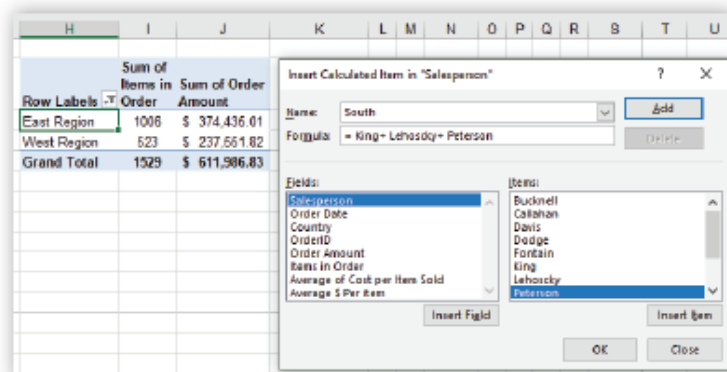 H I J K L M N O P Q R S T U
Sum of
Items in Sum of Order
Row Labels Order Amount
East Region 1006 $ 374,436.01
West Region 523 $ 237,551.82
Grand Total 1529 $ 611,986.83
Insert Calculated Item in "Salesperson" ? X
Name: South Add
Formula: = King+ Lehoscky+ Peterson Delete
Fields: Items:
Salesperson Bucknell
Order Date Callahan
Country Davis
OrderID Dodge
Order Amount Fontain
Items in Order King
Average of Cost per Item Sold Lehoscky
Average $ Per Item Peterson
Insert Field Insert Item
OK Close